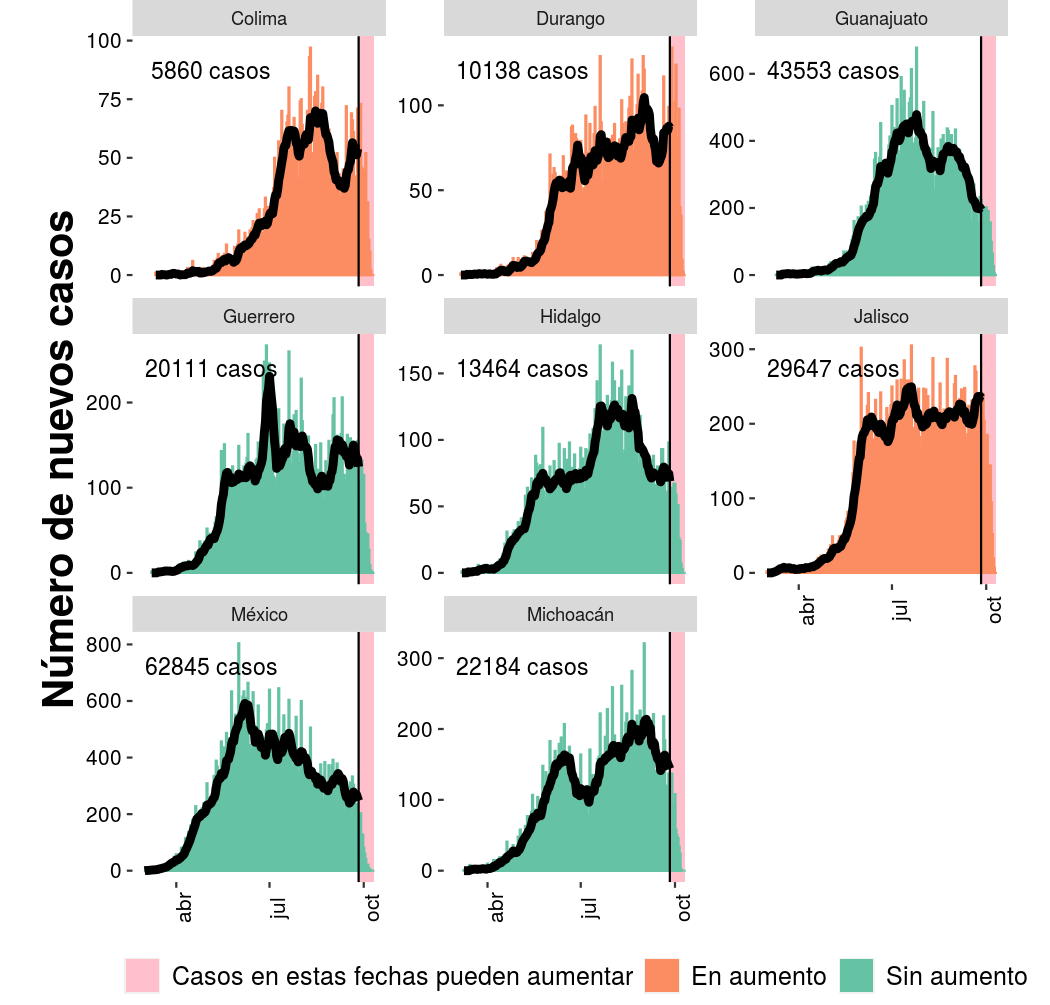 Colima
Durango
Guanajuato
100
75
50
25
0
5860 casos
100
50
0
10138 casos
600
400
200
0
43553 casos
Número de nuevos casos
Guerrero
Hidalgo
Jalisco
200
100
0
20111 casos
150
100
50
0
13464 casos
300
200
100
0
29647 casos
abr
jul
oct
México
Michoacán
800
600
400
200
0
62845 casos
abr
jul
oct
300
200
100
0
22184 casos
abr
jul
oct
Casos en estas fechas pueden aumentar
En aumento
Sin aumento